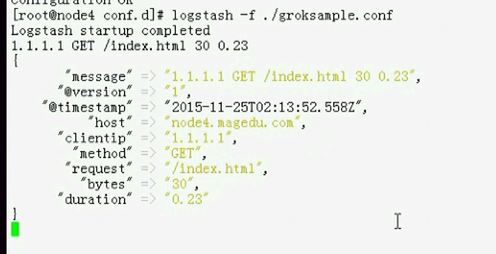 Configuration OK
[root@node4 conf.d]# logstash -f ./groksample.conf
Logstash startup completed
1.1.1.1 GET /index.html 30 0.23
{
"message" => "1.1.1.1 GET /index.html 30 0.23",
"@version" => "1",
"@timestamp" => "2015-11-25T02:13:52.558Z",
"host" => "node4.magedu.com",
"clientip" => "1.1.1.1",
"method" => "GET",
"request" => "/index.html",
"bytes" => "30",
"duration" => "0.23"
}